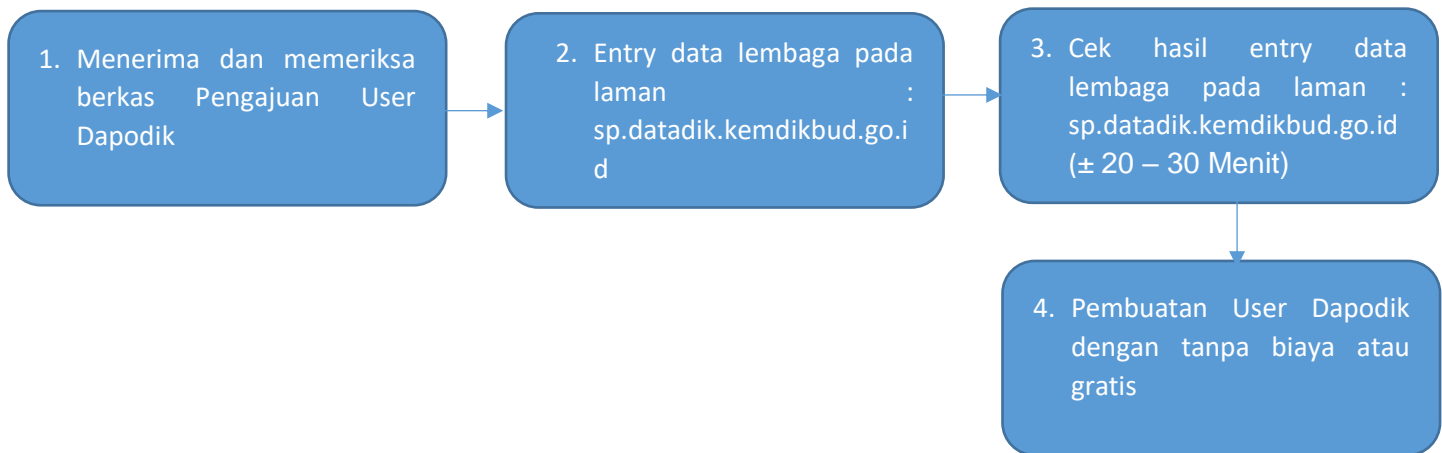 1. Menerima dan memeriksa
berkas Pengajuan User
Dapodik
2. Entry data lembaga pada
laman :
sp.datadik.kemdikbud.go.i
d
3. Cek hasil entry data
lembaga pada laman :
sp.datadik.kemdikbud.go.id
(± 20 – 30 Menit)
4. Pembuatan User Dapodik
dengan tanpa biaya atau
gratis